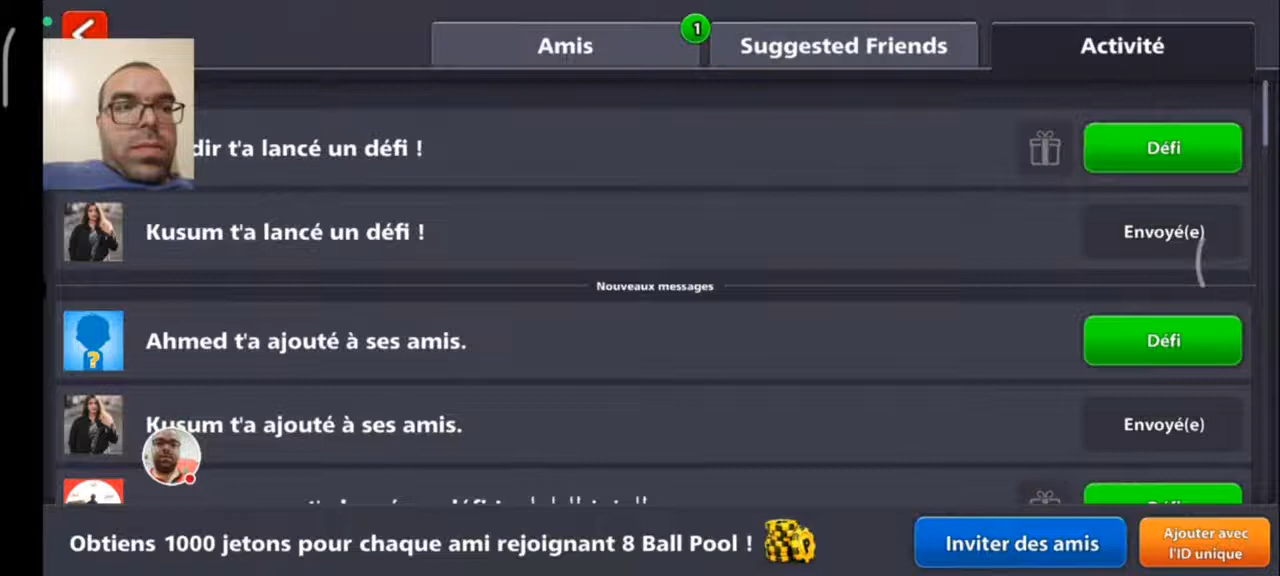 Amis
1
Suggested Friends
Activité
dir t'a lancé un défi !
Défi
Kusum t'a lancé un défi !
Envoyé(e)
Nouveaux messages
Ahmed t'a ajouté à ses amis.
Défi
Kusum t'a ajouté à ses amis.
Envoyé(e)
Obtiens 1000 jetons pour chaque ami rejoignant 8 Ball Pool !
Inviter des amis
Ajouter avec
l'ID unique